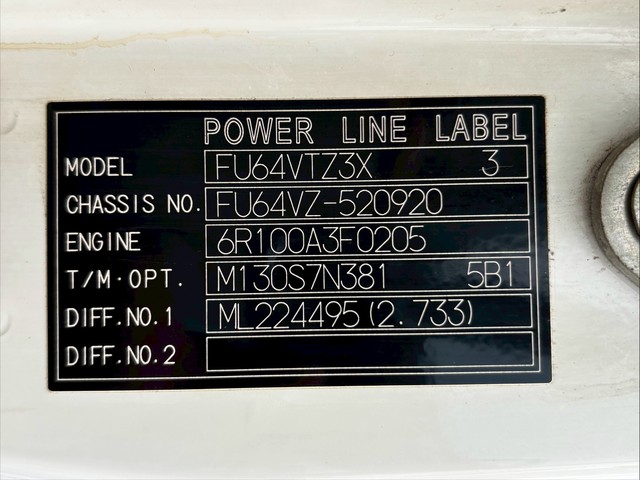 POWER LINE LABEL
MODEL FU64VTZ3X 3
CHASSIS NO. FU64VZ-520920
ENGINE 6R100A3F0205
T/M·OPT. M130S7N381 5B1
DIFF.NO.1 ML224495(2.733)
DIFF.NO.2